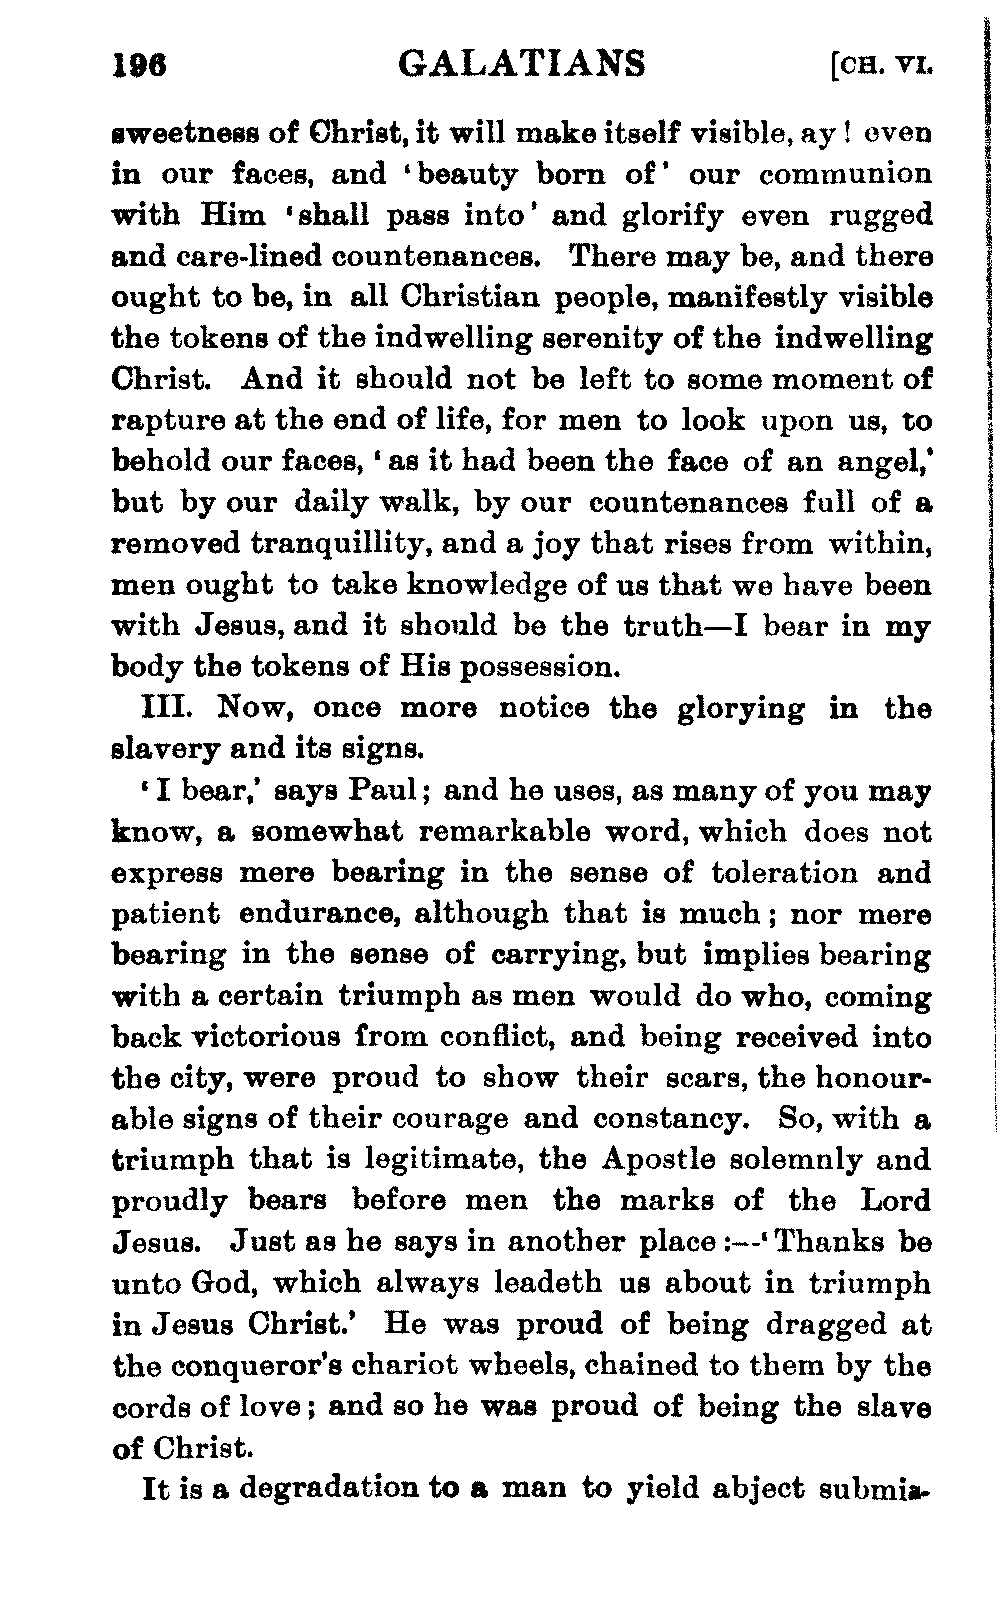 196 GALATIANS [CH. VI.
sweetness of Christ, it will make itself visible, ay! even
in our faces, and ‘beauty born of’ our communion
with Him ‘shall pass into’ and glorify even rugged
and care-lined countenances. There may be, and there
ought to be, in all Christian people, manifestly visible
the tokens of the indwelling serenity of the indwelling
Christ. And it should not be left to some moment of
rapture at the end of life, for men to look upon us, to
behold our faces, ‘as it had been the face of an angel,’
but by our daily walk, by our countenances full of a
removed tranquillity, and a joy that rises from within,
men ought to take knowledge of us that we have been
with Jesus, and it should be the truth—I bear in my
body the tokens of His possession.
III. Now, once more notice the glorying in the
slavery and its signs.
‘I bear,’ says Paul; and he uses, as many of you may
know, a somewhat remarkable word, which does not
express mere bearing in the sense of toleration and
patient endurance, although that is much; nor mere
bearing in the sense of carrying, but implies bearing
with a certain triumph as men would do who, coming
back victorious from conflict, and being received into
the city, were proud to show their scars, the honour-
able signs of their courage and constancy. So, with a
triumph that is legitimate, the Apostle solemnly and
proudly bears before men the marks of the Lord
Jesus. Just as he says in another place:—‘Thanks be
unto God, which always leadeth us about in triumph
in Jesus Christ.’ He was proud of being dragged at
the conqueror’s chariot wheels, chained to them by the
cords of love; and so he was proud of being the slave
of Christ.
It is a degradation to a man to yield abject submis-